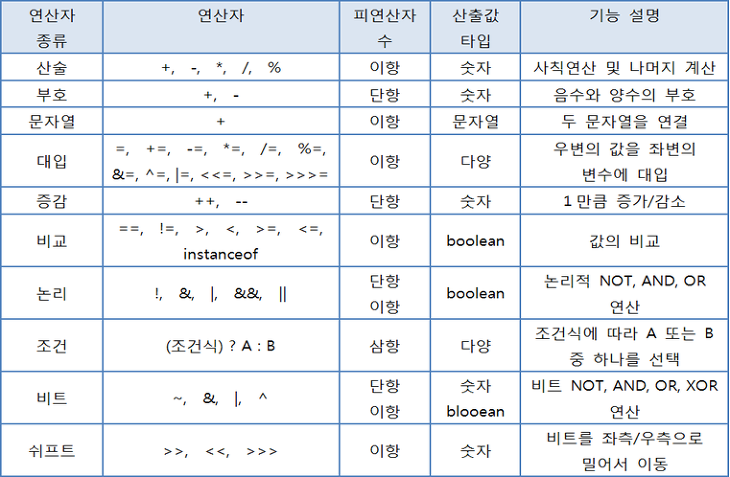 연산자 종류 연산자 피연산자 수 산출값 타입 기능 설명
산술 +, -, *, /, % 이항 숫자 사칙연산 및 나머지 계산
부호 +, - 단항 숫자 음수와 양수의 부호
문자열 + 이항 문자열 두 문자열을 연결
대입 =, +=, -=, *=, /=, %=, 이항 다양 우변의 값을 좌변의
&=, ^=, |=, <<=, >>=, >>>= 변수에 대입
증감 ++, -- 단항 숫자 1만큼 증가/감소
비교 ==, !=, >, <, >=, <=, 이항 boolean 값의 비교
instanceof
논리 !, &, |, &&, || 단항 이항 boolean 논리적 NOT, AND, OR
연산
조건 (조건식) ? A : B 삼항 다양 조건식에 따라 A 또는 B
중 하나를 선택
비트 ~, &, |, ^ 단항 이항 숫자 blooean 비트 NOT, AND, OR, XOR
연산
쉬프트 >>, <<, >>> 이항 숫자 비트를 좌측/우측으로
밀어서 이동